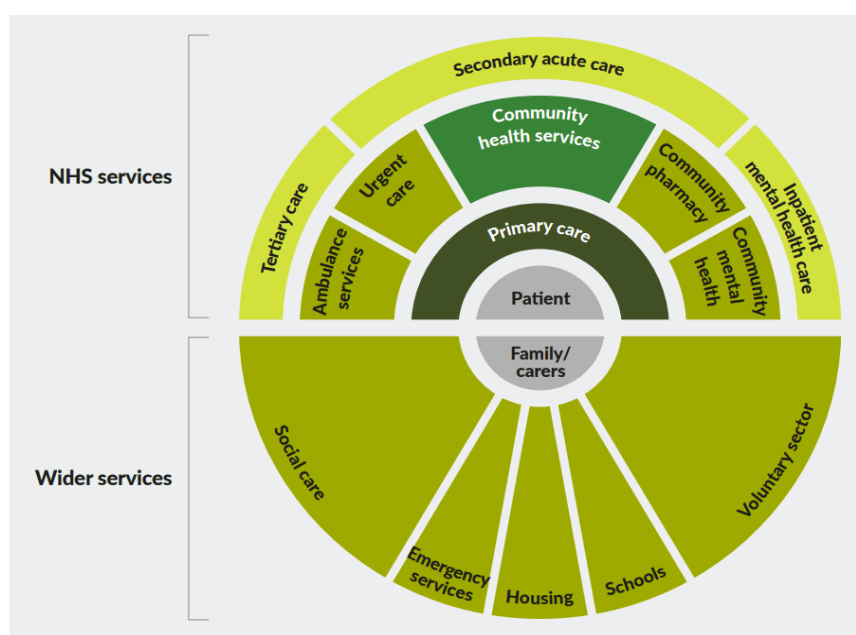 NHS services
Secondary acute care
Tertiary care
Inpatient
mental health care
Community
health services
Urgent
care
Community
pharmacy
Ambulance
services
Community
mental
health
Primary care
Patient
Wider services
Family/
carers
Social care
Emergency
services
Housing
Schools
Voluntary sector